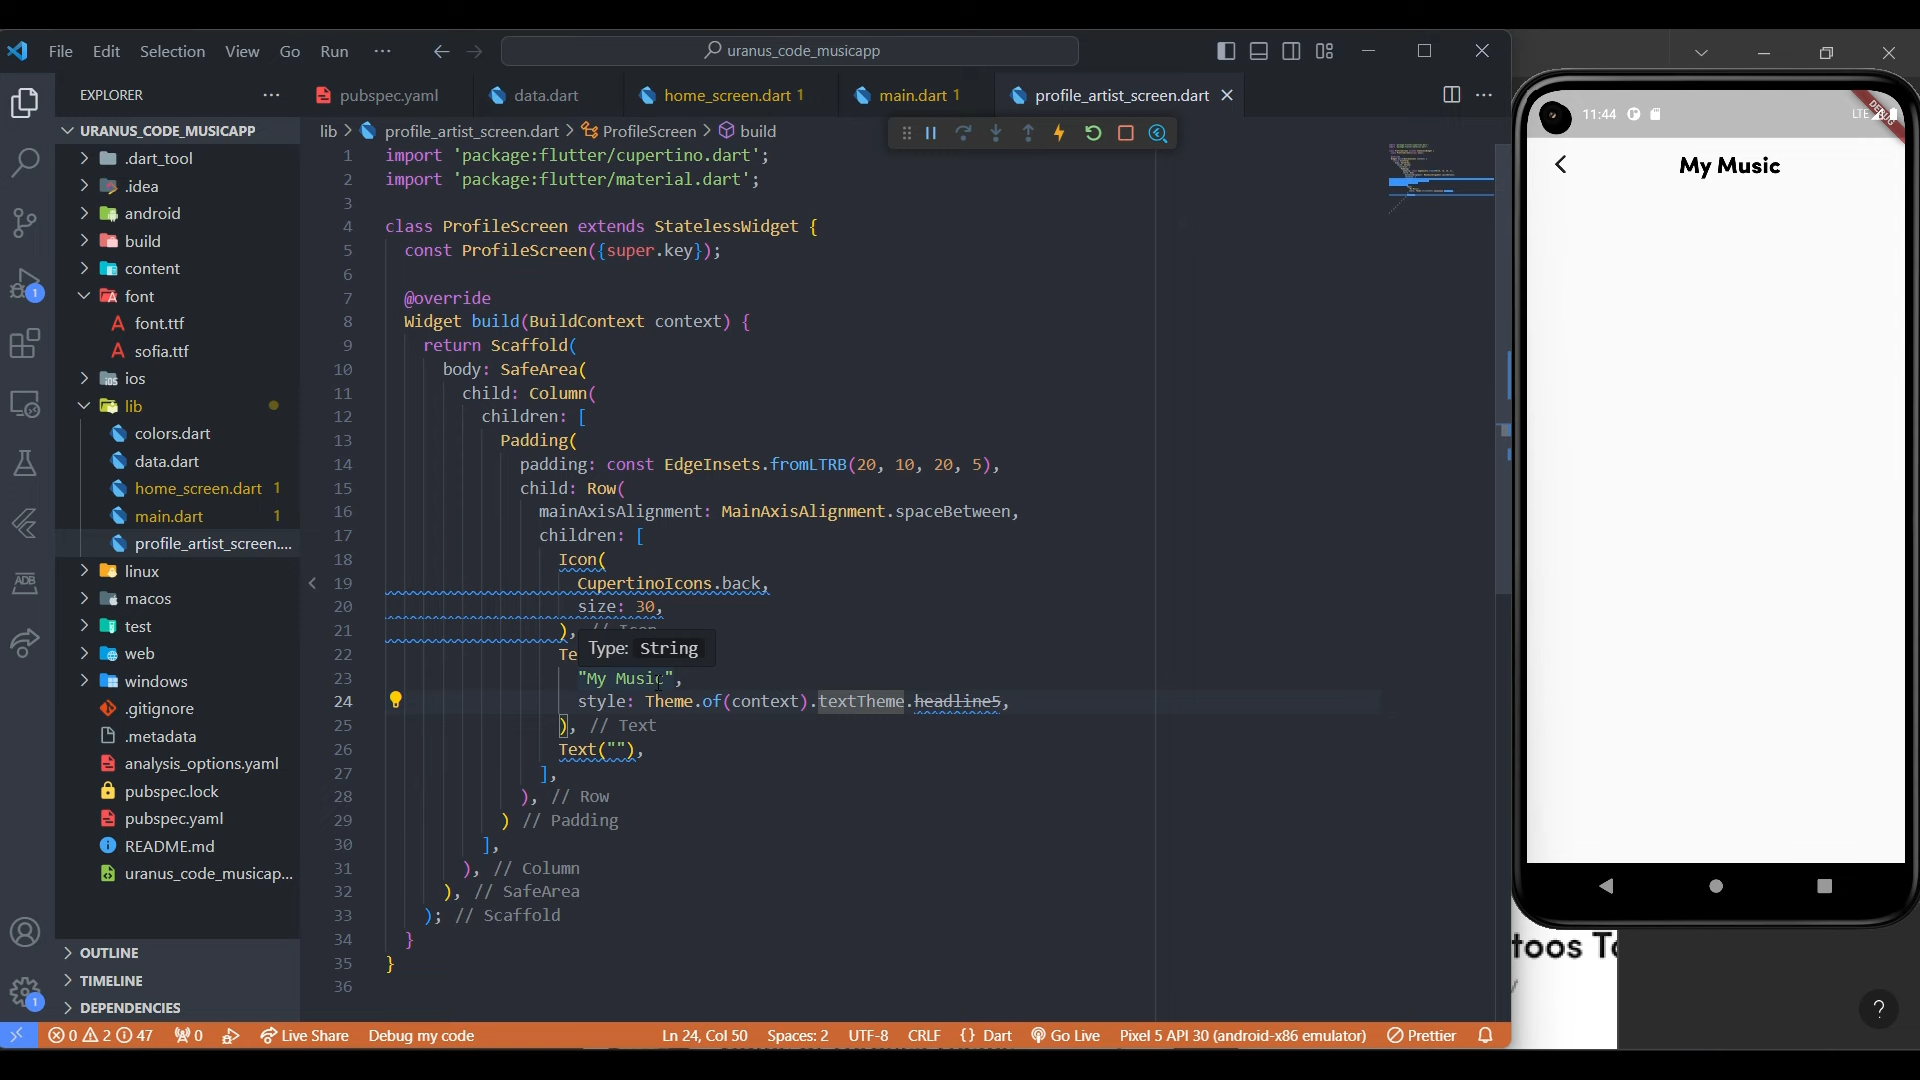 File Edit Selection View Go Run ··· uranus_code_musicapp
EXPLORER ···
pubspec.yaml
data.dart
home_screen.dart 1
main.dart 1
profile_artist_screen.dart
lib > profile_artist_screen.dart > ProfileScreen > build
URANUS_CODE_MUSICAPP
.dart_tool
.idea
android
build
content
font
font.ttf
sofia.ttf
ios
lib
colors.dart
data.dart
home_screen.dart 1
main.dart 1
profile_artist_screen....
linux
macos
test
web
windows
.gitignore
.metadata
analysis_options.yaml
pubspec.lock
pubspec.yaml
README.md
uranus_code_musicap...
OUTLINE
TIMELINE
DEPENDENCIES
1
ADB
1
1 import 'package:flutter/cupertino.dart';
2 import 'package:flutter/material.dart';
3
4 class ProfileScreen extends StatelessWidget {
5 const ProfileScreen({super.key});
6
7 @override
8 Widget build(BuildContext context) {
9 return Scaffold(
10 body: SafeArea(
11 child: Column(
12 children: [
13 Padding(
14 padding: const EdgeInsets.fromLTRB(20, 10, 20, 5),
15 child: Row(
16 mainAxisAlignment: MainAxisAlignment.spaceBetween,
17 children: [
18 Icon(
19 CupertinoIcons.back,
20 size: 30,
21 ), // Icon
22 Te
Type: String
23 "My Music",
24 style: Theme.of(context).textTheme.headline5,
25 ), // Text
26 Text(""),
27 ],
28 ), // Row
29 ) // Padding
30 ],
31 ), // Column
32 ), // SafeArea
33 ); // Scaffold
34 }
35 }
36
0 2 47 0 Live Share Debug my code Ln 24, Col 50 Spaces: 2 UTF-8 CRLF {} Dart Go Live Pixel 5 API 30 (android-x86 emulator) Prettier
11:44 LTE
DEBUG
My Music
toos To
?